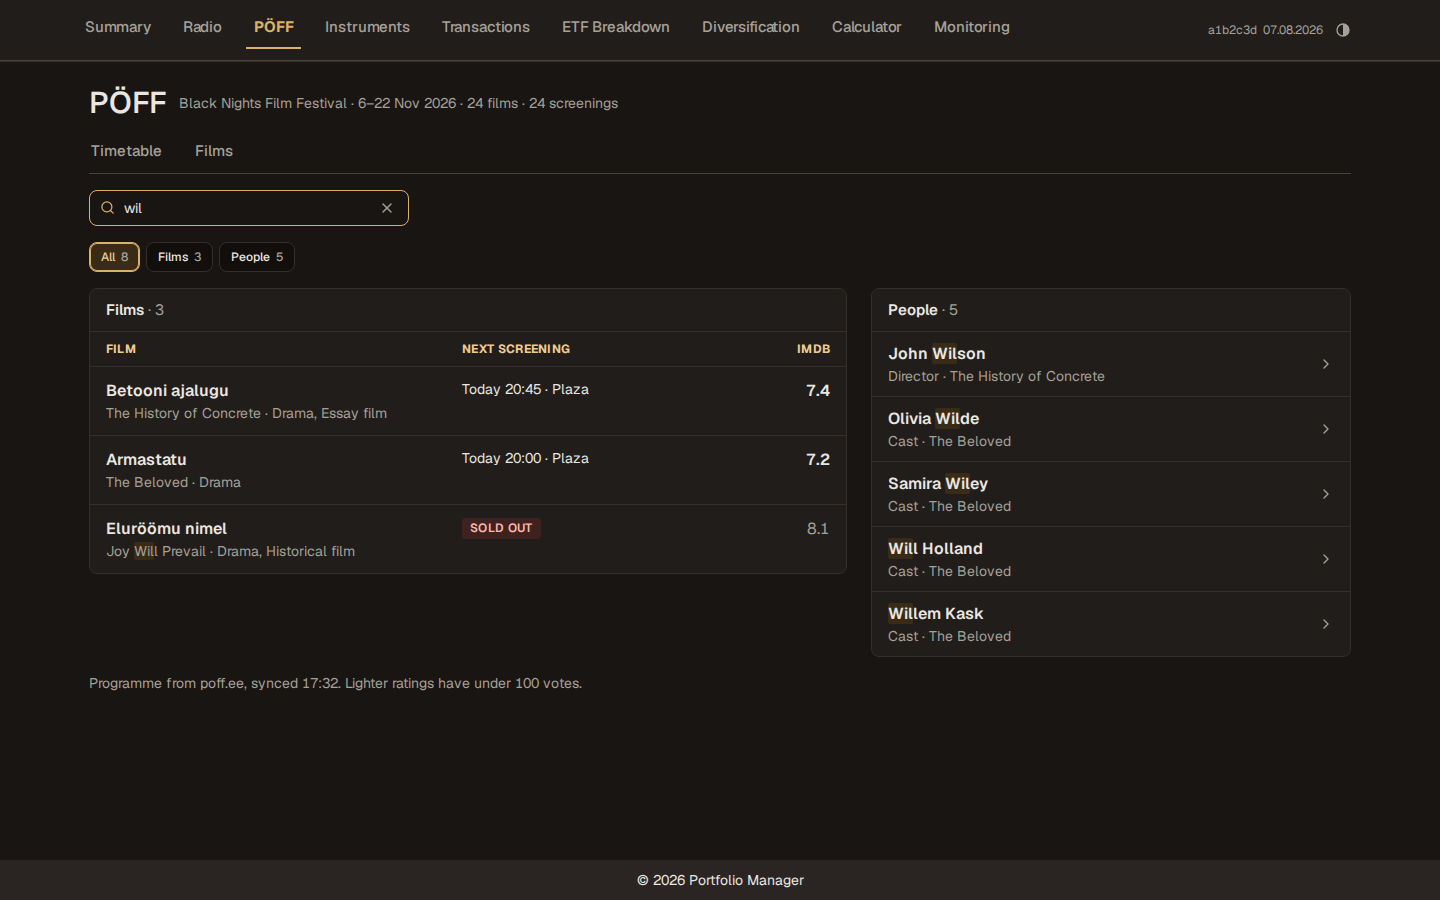 Summary Radio PÖFF Instruments Transactions ETF Breakdown Diversification Calculator Monitoring a1b2c3d 07.08.2026
PÖFF Black Nights Film Festival · 6–22 Nov 2026 · 24 films · 24 screenings
Timetable Films
wil
All 8 Films 3 People 5
Films · 3
FILM NEXT SCREENING IMDB
Betooni ajalugu Today 20:45 · Plaza 7.4
The History of Concrete · Drama, Essay film
Armastatu Today 20:00 · Plaza 7.2
The Beloved · Drama
Eluröömu nimel SOLD OUT 8.1
Joy Will Prevail · Drama, Historical film
People · 5
John Wilson
Director · The History of Concrete
Olivia Wilde
Cast · The Beloved
Samira Wiley
Cast · The Beloved
Will Holland
Cast · The Beloved
Willem Kask
Cast · The Beloved
Programme from poff.ee, synced 17:32. Lighter ratings have under 100 votes.
© 2026 Portfolio Manager